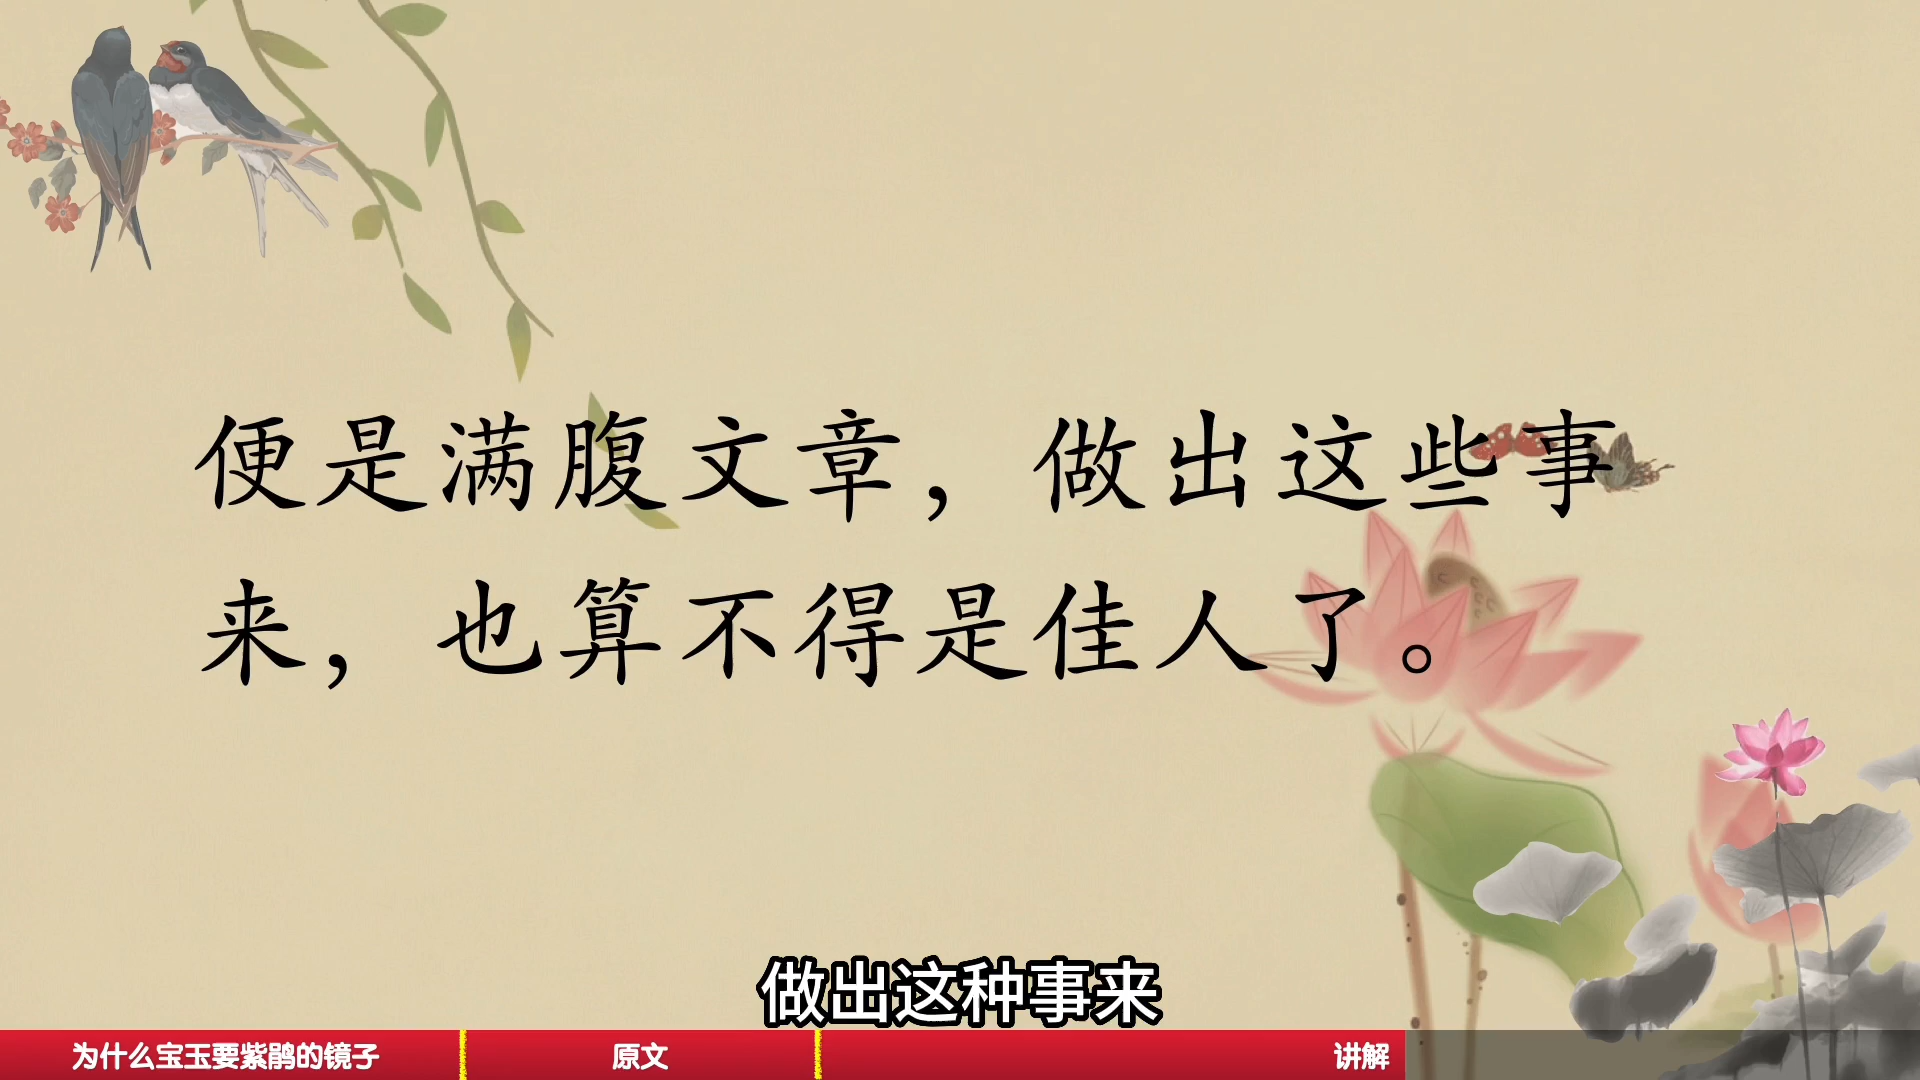 便是满腹文章，做出这些事
来，也算不得是佳人了。
做出这种事来
为什么宝玉要紫鹃的镜子
原文
讲解